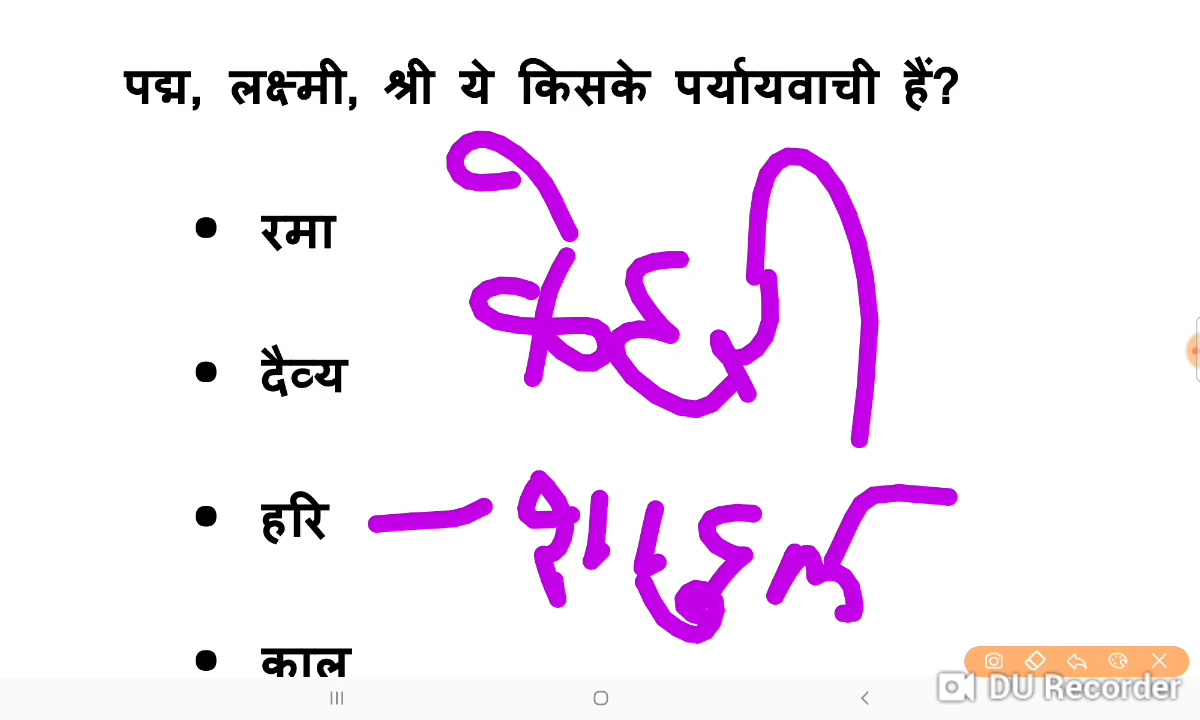 पद्म, लक्ष्मी, श्री ये किसके पर्यायवाची हैं?
• रमा
• दैव्य
• हरि
• काल
DU Recorder